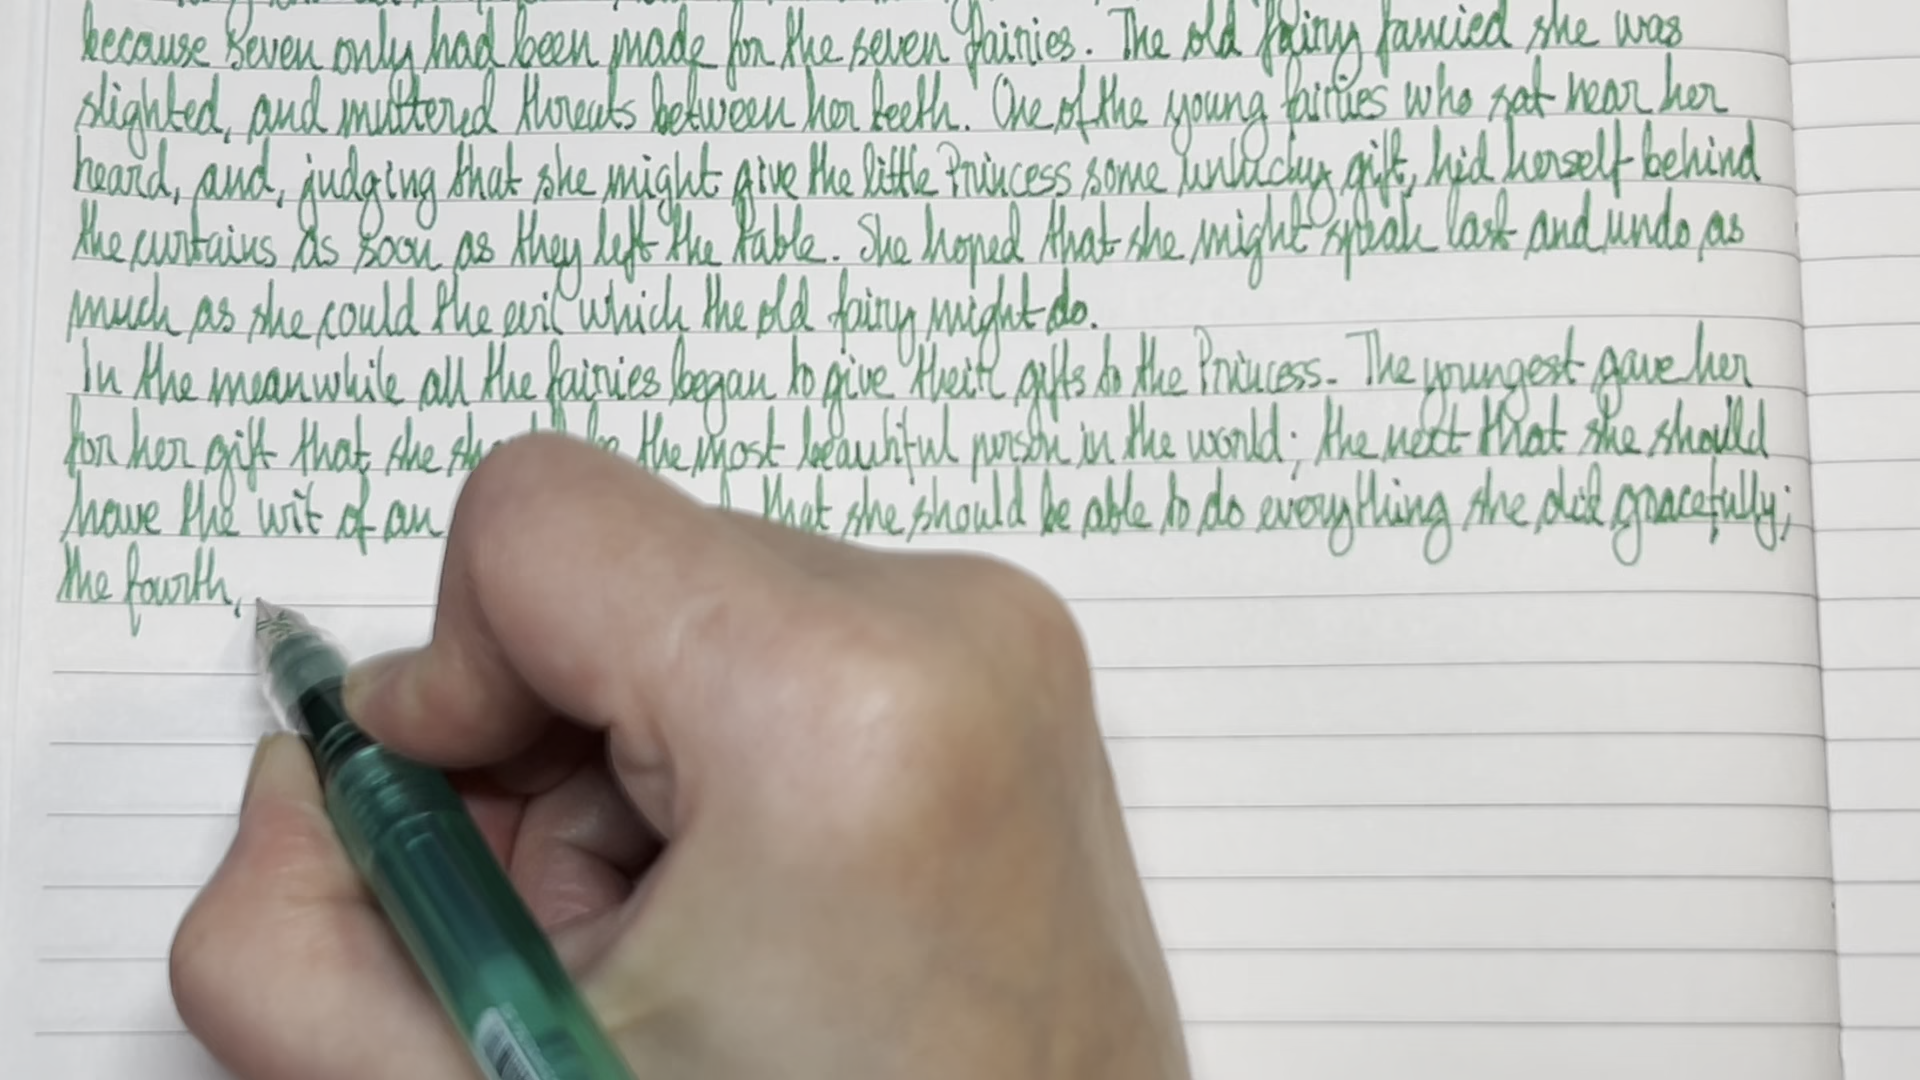 because seven only had been made for the seven fairies. The old fairy fancied she was
slighted, and muttered threats between her teeth. One of the young fairies who sat near her
heard, and, judging that she might give the little Princess some unlucky gift, hid herself behind
the curtains as soon as they left the table. She hoped that she might speak last and undo as
much as she could the evil which the old fairy might do.
In the meanwhile all the fairies began to give their gifts to the Princess. The youngest gave her
for her gift that she the most beautiful person in the world; the next that she should
have the wit of an that she should be able to do everything she did gracefully;
the fourth,